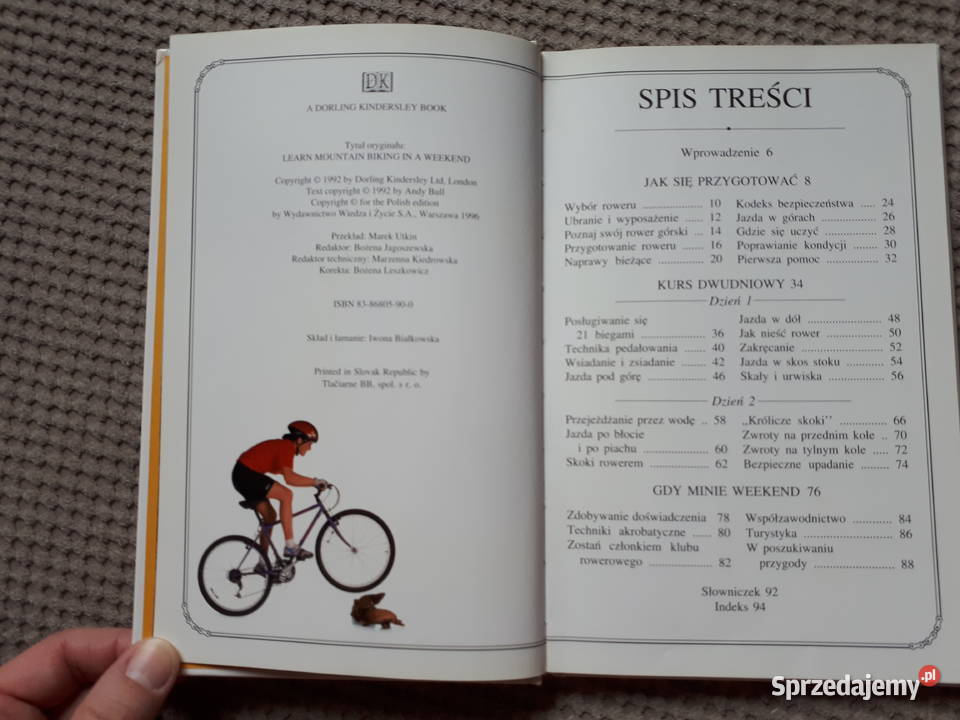 DK
A DORLING KINDERSLEY BOOK
Tytuł oryginału:
LEARN MOUNTAIN BIKING IN A WEEKEND
Copyright © 1992 by Dorling Kindersley Ltd, London
Text copyright © 1992 by Andy Bull
Copyright © for the Polish edition
by Wydawnictwo Wiedza i Życie S.A., Warszawa 1996
Przekład: Marek Utkin
Redaktor: Bożena Jagoszewska
Redaktor techniczny: Marzenna Kiedrowska
Korekta: Bożena Leszkowicz
ISBN 83-86805-90-0
Skład i łamanie: Iwona Białkowska
Printed in Slovak Republic by
Tlačiarne BB, spol. s r. o.
SPIS TREŚCI
Wprowadzenie 6
JAK SIĘ PRZYGOTOWAĆ 8
Wybór roweru .................... 10
Ubranie i wyposażenie ...... 12
Poznaj swój rower górski ... 14
Przygotowanie roweru ....... 16
Naprawy bieżące .............. 20
Kodeks bezpieczeństwa ..... 24
Jazda w górach ................. 26
Gdzie się uczyć ................ 28
Poprawianie kondycji ....... 30
Pierwsza pomoc ................ 32
KURS DWUDNIOWY 34
Dzień 1
Posługiwanie się
21 biegami ..................... 36
Technika pedałowania ...... 40
Wsiadanie i zsiadanie ....... 42
Jazda pod górę .................. 46
Jazda w dół ...................... 48
Jak nieść rower ................. 50
Zakręcanie ........................ 52
Jazda w skos stoku ........... 54
Skały i urwiska ................. 56
Dzień 2
Przejeżdżanie przez wodę .. 58
Jazda po błocie
i po piachu .................... 60
Skoki rowerem ................. 62
„Królicze skoki” ............... 66
Zwroty na przednim kole .. 70
Zwroty na tylnym kole ..... 72
Bezpieczne upadanie ........ 74
GDY MINIE WEEKEND 76
Zdobywanie doświadczenia 78
Techniki akrobatyczne ...... 80
Zostań członkiem klubu
rowerowego .................. 82
Współzawodnictwo ........... 84
Turystyka ......................... 86
W poszukiwaniu
przygody ....................... 88
Słowniczek 92
Indeks 94
Sprzedajemy.pl